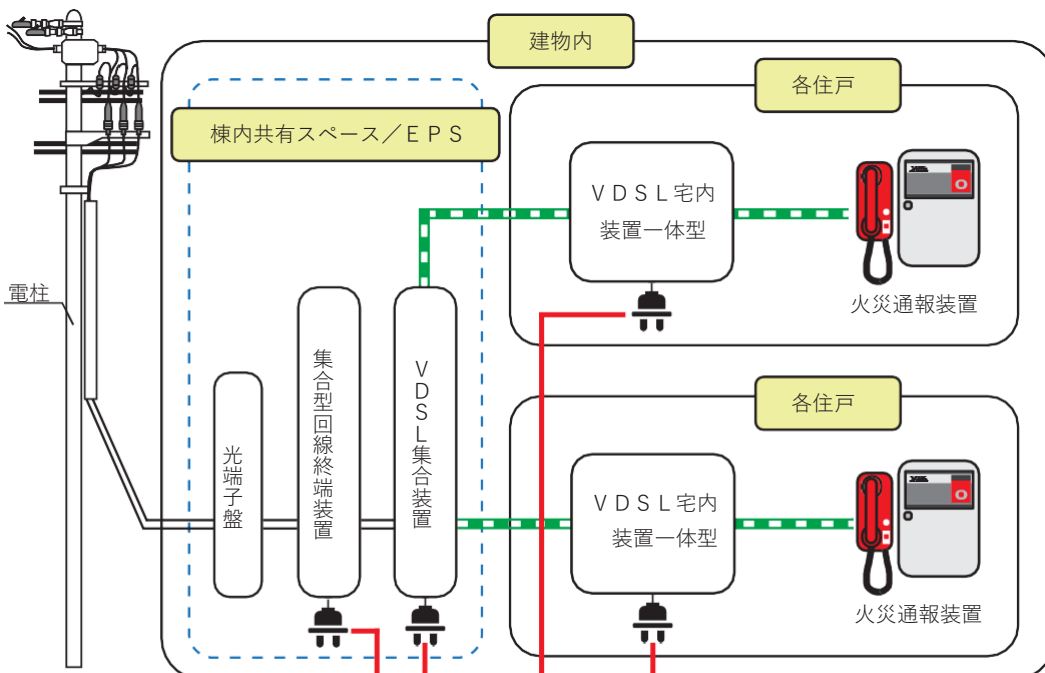 建物内
各住戸
棟内共有スペース／ＥＰＳ
ＶＤＳＬ宅内
装置一体型
火災通報装置
電柱
光端子盤
集合型回線終端装置
ＶＤＳＬ集合装置
各住戸
ＶＤＳＬ宅内
装置一体型
火災通報装置